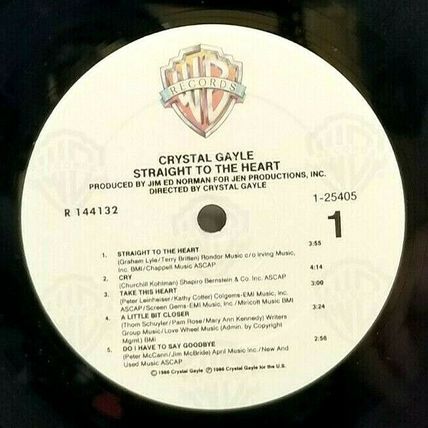 WB
RECORDS
CRYSTAL GAYLE
STRAIGHT TO THE HEART
PRODUCED BY JIM ED NORMAN FOR JEN PRODUCTIONS, INC.
DIRECTED BY CRYSTAL GAYLE
R 144132
1-25405
1
1. STRAIGHT TO THE HEART 3:55
(Graham Lyle/Terry Britten) Rondor Music c/o Irving Music,
Inc. BMI/Chappell Music ASCAP
2. CRY 4:14
(Churchill Kohlman) Shapiro Bernstein & Co. Inc. ASCAP
3. TAKE THIS HEART 3:00
(Peter Leinheiser/Kathy Cotter) Colgems-EMI Music, Inc.
ASCAP/Screen Gems-EMI Music, Inc./Miricott Music BMI
4. A LITTLE BIT CLOSER 3:24
(Thom Schuyler/Pam Rose/Mary Ann Kennedy) Writers
Group Music/Love Wheel Music (Admin. by Copyright
Mgmt.) BMI
5. DO I HAVE TO SAY GOODBYE 2:56
(Peter McCann/Jim McBride) April Music Inc./New And
Used Music ASCAP
© 1986 Crystal Gayle ℗ 1986 Crystal Gayle for the U.S.